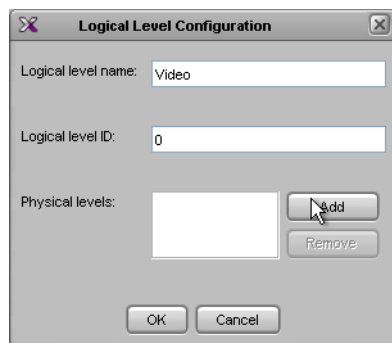 Logical Level Configuration
Logical level name: Video
Logical level ID: 0
Physical levels:
Add
Remove
OK Cancel